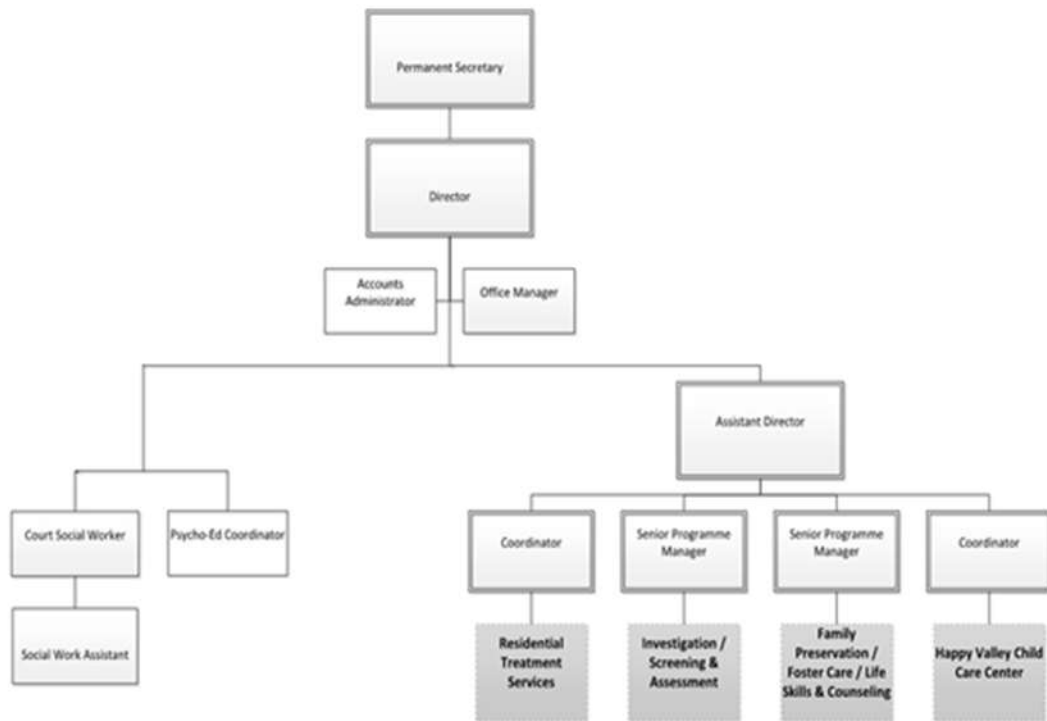 Permanent Secretary
Director
Accounts
Administrator
Office Manager
Assistant Director
Court Social Worker
Psycho-Ed Coordinator
Coordinator
Senior Programme
Manager
Senior Programme
Manager
Coordinator
Social Work Assistant
Residential
Treatment
Services
Investigation /
Screening &
Assessment
Family
Preservation /
Foster Care / Life
Skills & Counseling
Happy Valley Child
Care Center